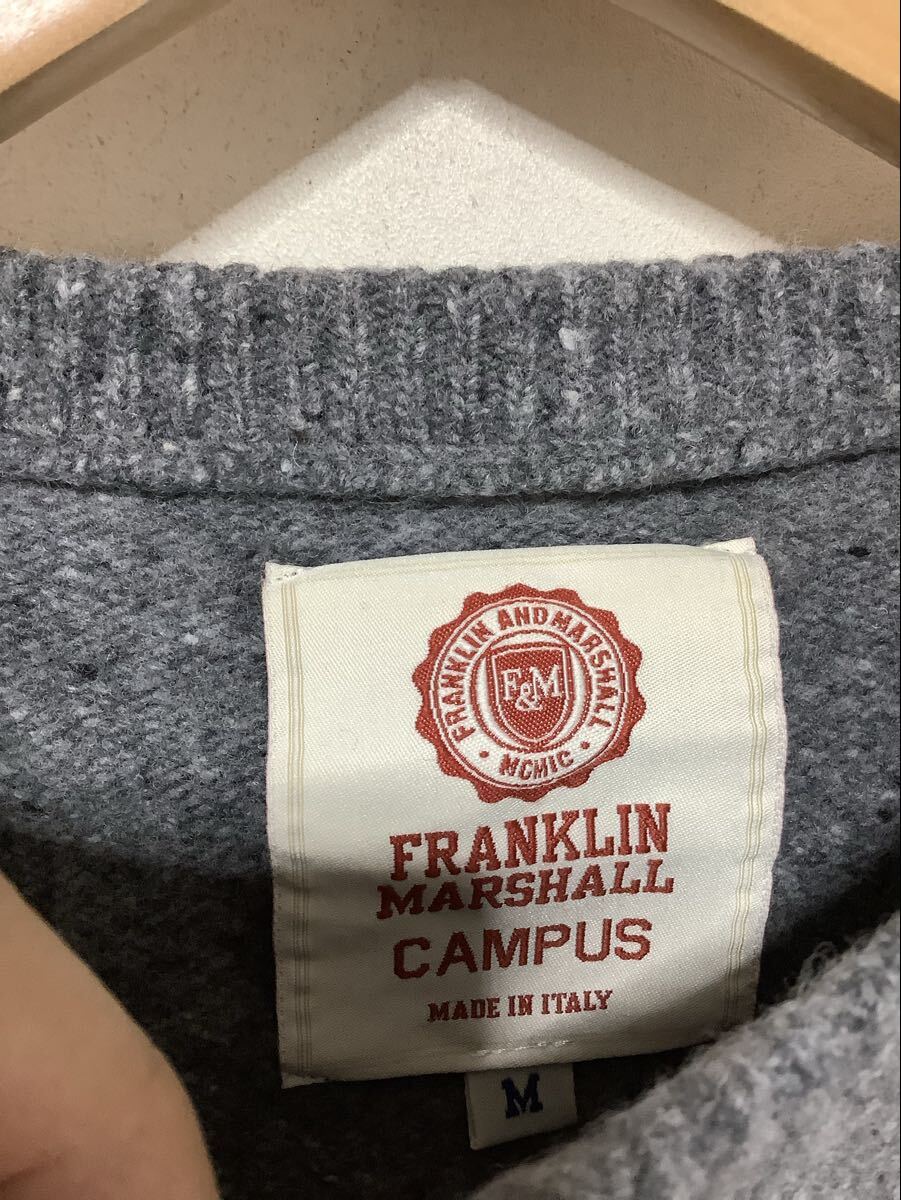 FRANKLIN AND MARSHALL
F&M
· MCMIC ·
FRANKLIN
MARSHALL
CAMPUS
MADE IN ITALY
M